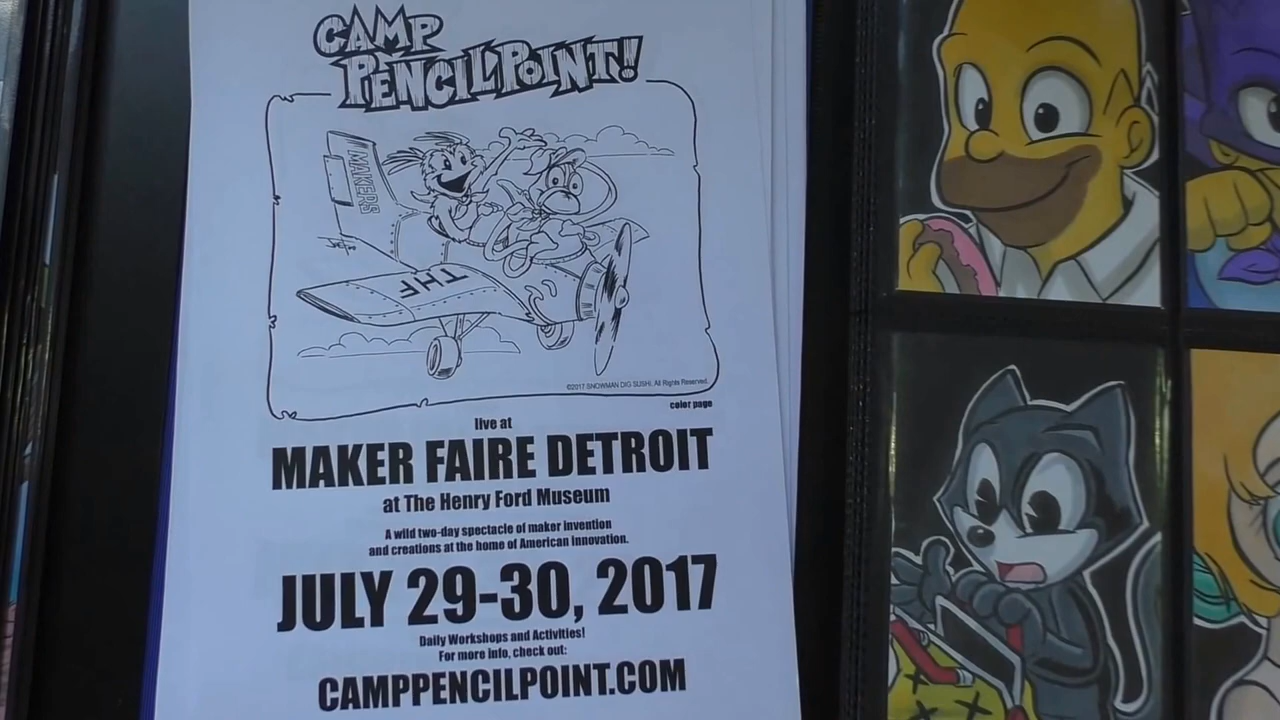 CAMP
PENCILPOINT!
MAKERS
THF
©2017 SNOWMAN DIG SUSHI. All Rights Reserved.
color page
live at
MAKER FAIRE DETROIT
at The Henry Ford Museum
A wild two-day spectacle of maker invention
and creations at the home of American Innovation.
JULY 29-30, 2017
Daily Workshops and Activities!
For more info, check out:
CAMPPENCILPOINT.COM